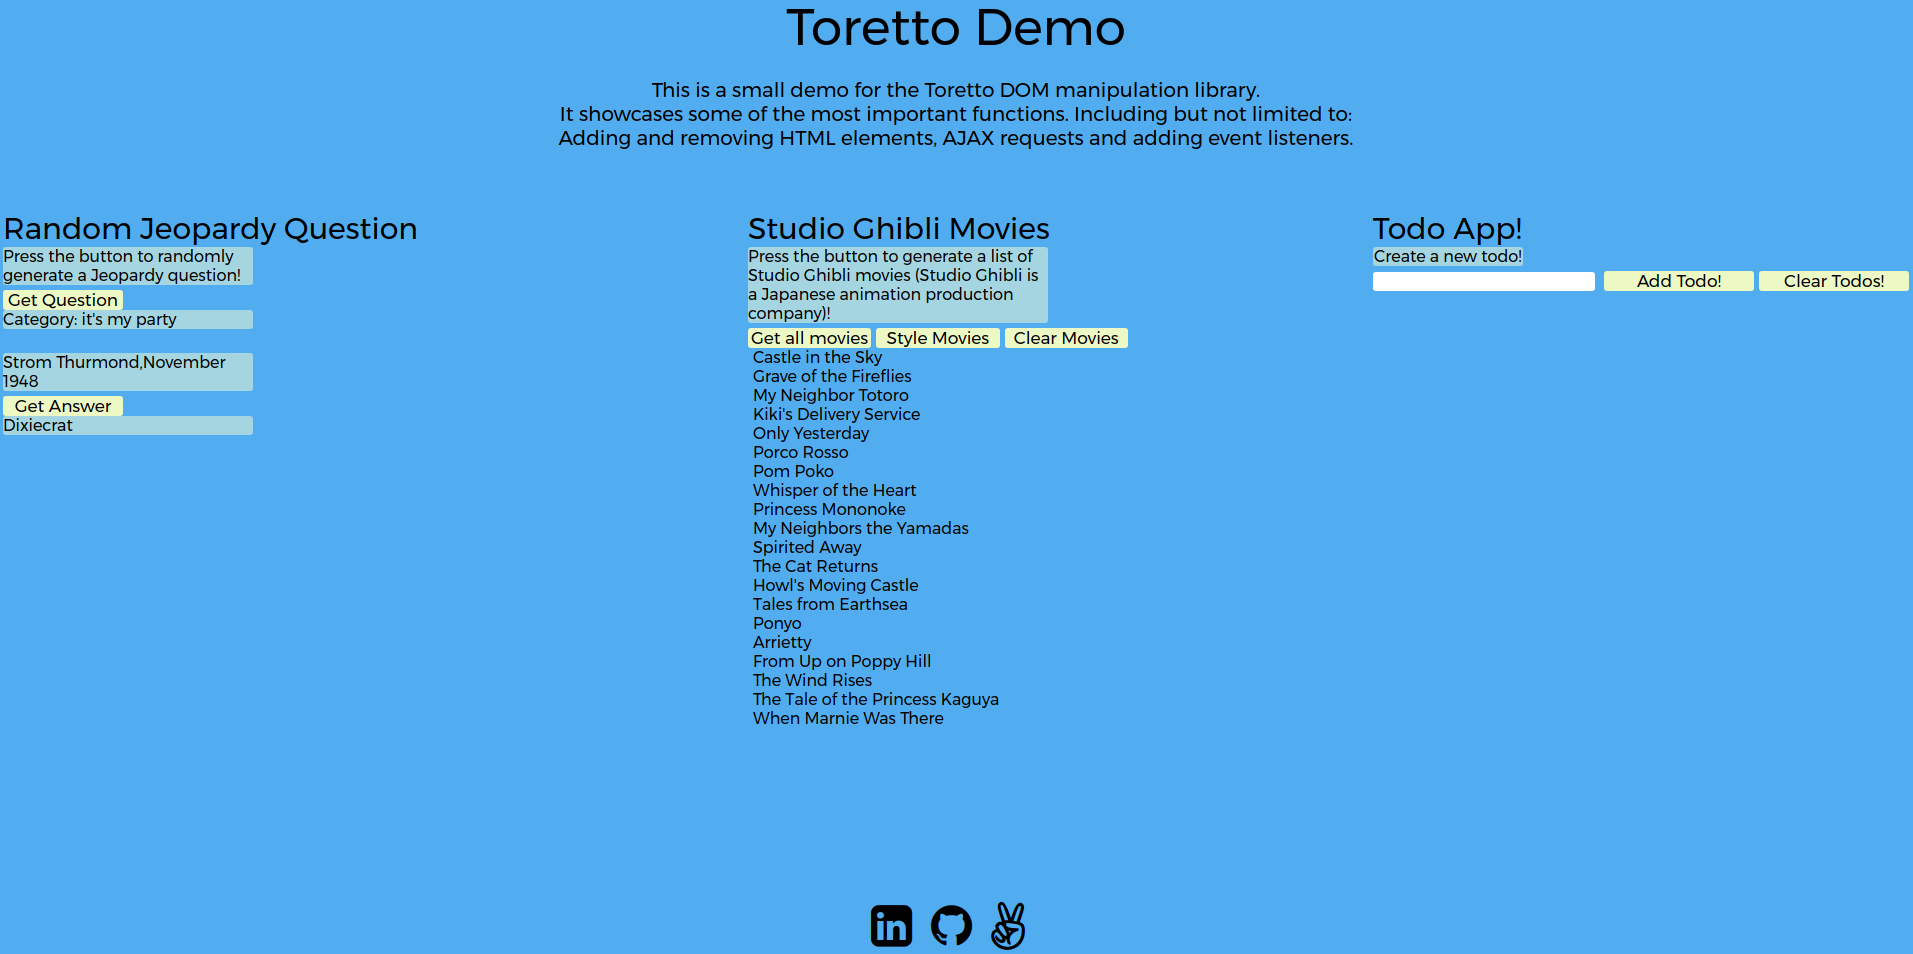 Toretto Demo
This is a small demo for the Toretto DOM manipulation library.
It showcases some of the most important functions. Including but not limited to:
Adding and removing HTML elements, AJAX requests and adding event listeners.
Random Jeopardy Question
Press the button to randomly
generate a Jeopardy question!
Get Question
Category: it's my party
Strom Thurmond,November
1948
Get Answer
Dixiecrat
Studio Ghibli Movies
Press the button to generate a list of
Studio Ghibli movies (Studio Ghibli is
a Japanese animation production
company)!
Get all movies Style Movies Clear Movies
Castle in the Sky
Grave of the Fireflies
My Neighbor Totoro
Kiki's Delivery Service
Only Yesterday
Porco Rosso
Pom Poko
Whisper of the Heart
Princess Mononoke
My Neighbors the Yamadas
Spirited Away
The Cat Returns
Howl's Moving Castle
Tales from Earthsea
Ponyo
Arrietty
From Up on Poppy Hill
The Wind Rises
The Tale of the Princess Kaguya
When Marnie Was There
Todo App!
Create a new todo!
Add Todo! Clear Todos!
in